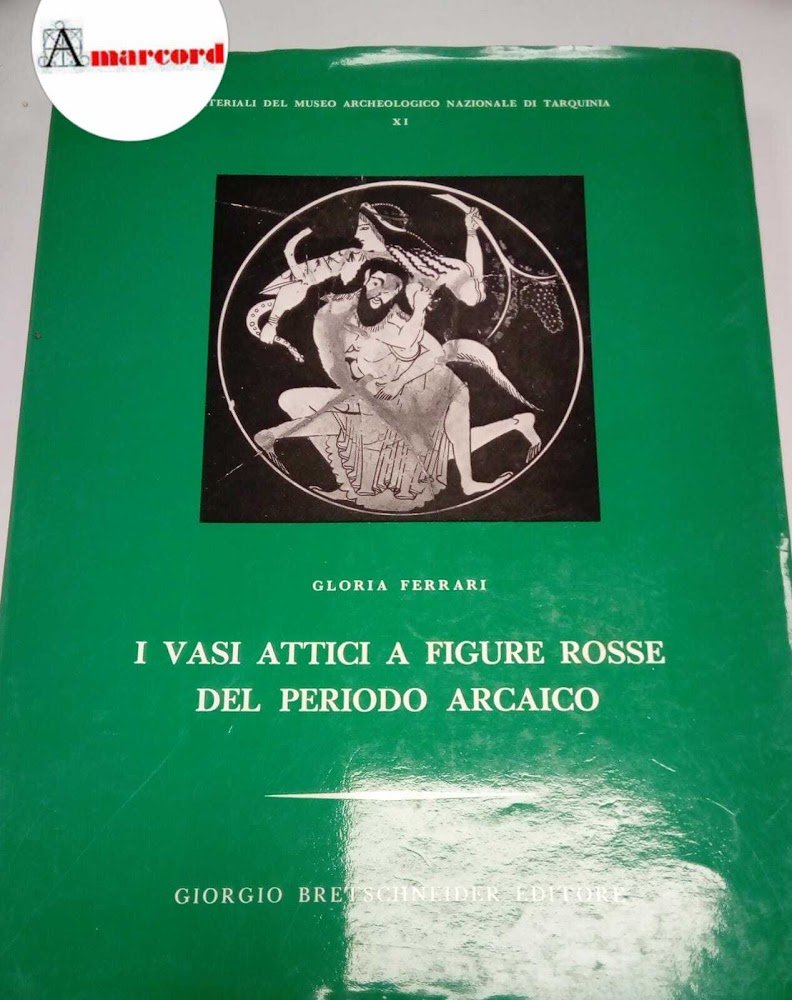 Amarcord
TERIALI DEL MUSEO ARCHEOLOGICO NAZIONALE DI TARQUINIA
XI
GLORIA FERRARI
I VASI ATTICI A FIGURE ROSSE
DEL PERIODO ARCAICO
GIORGIO BRETSCHNEIDER EDITORE